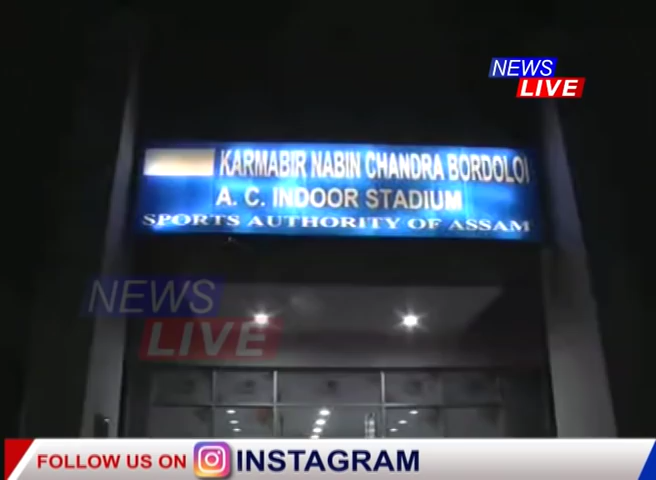 NEWS
LIVE
KARMABIR NABIN CHANDRA BORDOLOI
A. C. INDOOR STADIUM
SPORTS AUTHORITY OF ASSAM
NEWS
LIVE
FOLLOW US ON INSTAGRAM